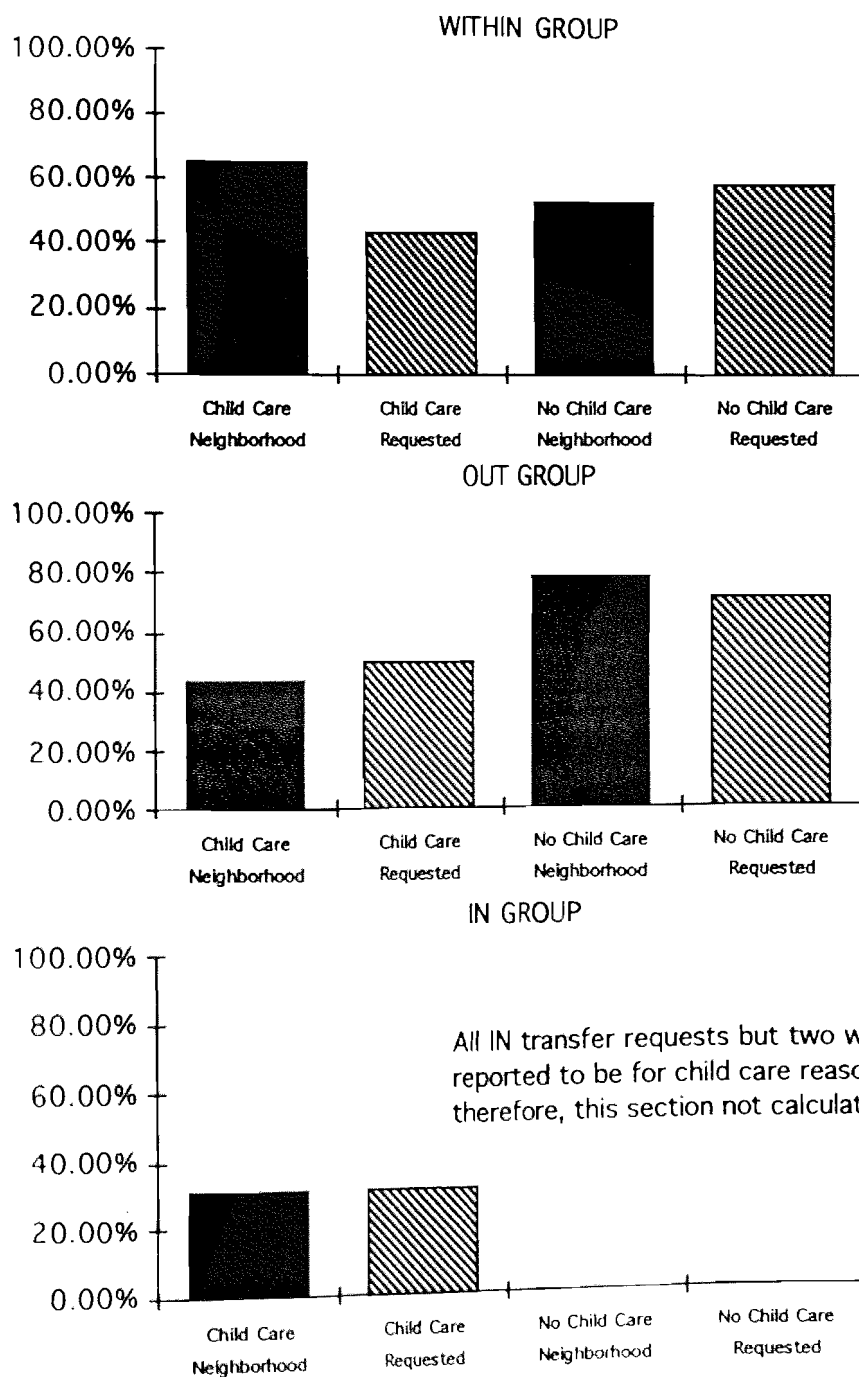 WITHIN GROUP
100.00%
80.00%
60.00%
40.00%
20.00%
0.00%
Child Care Neighborhood
Child Care Requested
No Child Care Neighborhood
No Child Care Requested
OUT GROUP
100.00%
80.00%
60.00%
40.00%
20.00%
0.00%
Child Care Neighborhood
Child Care Requested
No Child Care Neighborhood
No Child Care Requested
IN GROUP
100.00%
80.00%
60.00%
40.00%
20.00%
0.00%
All IN transfer requests but two
reported to be for child care
therefore, this section not
Child Care Neighborhood
Child Care Requested
No Child Care Neighborhood
No Child Care Requested